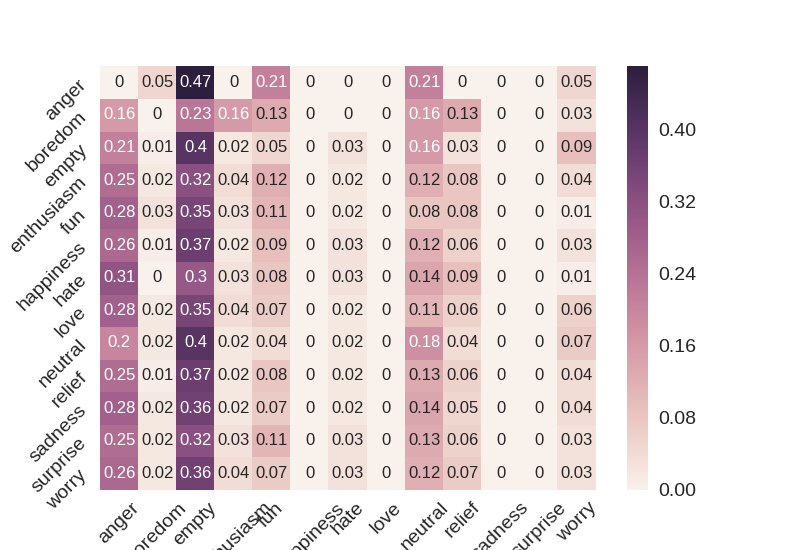 anger 0 0.05 0.47 0 0.21 0 0 0 0.21 0 0 0 0.05
boredom 0.16 0 0.23 0.16 0.13 0 0 0 0.16 0.13 0 0 0.03
empty 0.21 0.01 0.4 0.02 0.05 0 0.03 0 0.16 0.03 0 0 0.09
enthusiasm 0.25 0.02 0.32 0.04 0.12 0 0.02 0 0.12 0.08 0 0 0.04
fun 0.28 0.03 0.35 0.03 0.11 0 0.02 0 0.08 0.08 0 0 0.01
happiness 0.26 0.01 0.37 0.02 0.09 0 0.03 0 0.12 0.06 0 0 0.03
hate 0.31 0 0.3 0.03 0.08 0 0.03 0 0.14 0.09 0 0 0.01
love 0.28 0.02 0.35 0.04 0.07 0 0.02 0 0.11 0.06 0 0 0.06
neutral 0.2 0.02 0.4 0.02 0.04 0 0.02 0 0.18 0.04 0 0 0.07
relief 0.25 0.01 0.37 0.02 0.08 0 0.02 0 0.13 0.06 0 0 0.04
sadness 0.28 0.02 0.36 0.02 0.07 0 0.02 0 0.14 0.05 0 0 0.04
surprise 0.25 0.02 0.32 0.03 0.11 0 0.03 0 0.13 0.06 0 0 0.03
worry 0.26 0.02 0.36 0.04 0.07 0 0.03 0 0.12 0.07 0 0 0.03
anger oredom empty husiasm fun ppiness hate love neutral relief adness surprise worry
0.40
0.32
0.24
0.16
0.08
0.00